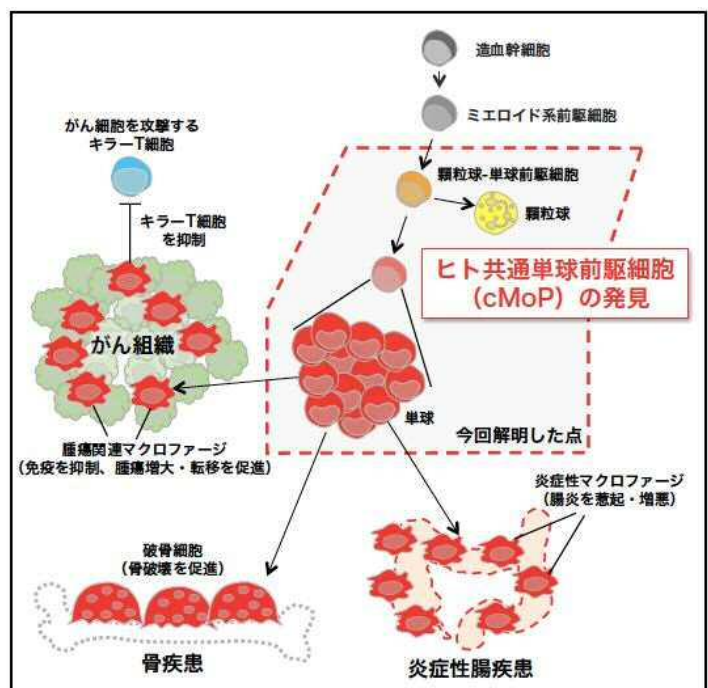 造血幹細胞
ミエロイド系前駆細胞
がん細胞を攻撃する
キラーT細胞
顆粒球-単球前駆細胞
顆粒球
キラーT細胞
を抑制
ヒト共通単球前駆細胞
(cMoP)の発見
がん組織
単球
今回解明した点
腫瘍関連マクロファージ
(免疫を抑制、腫瘍増大・転移を促進)
炎症性マクロファージ
(腸炎を惹起・増悪)
破骨細胞
(骨破壊を促進)
骨疾患
炎症性腸疾患